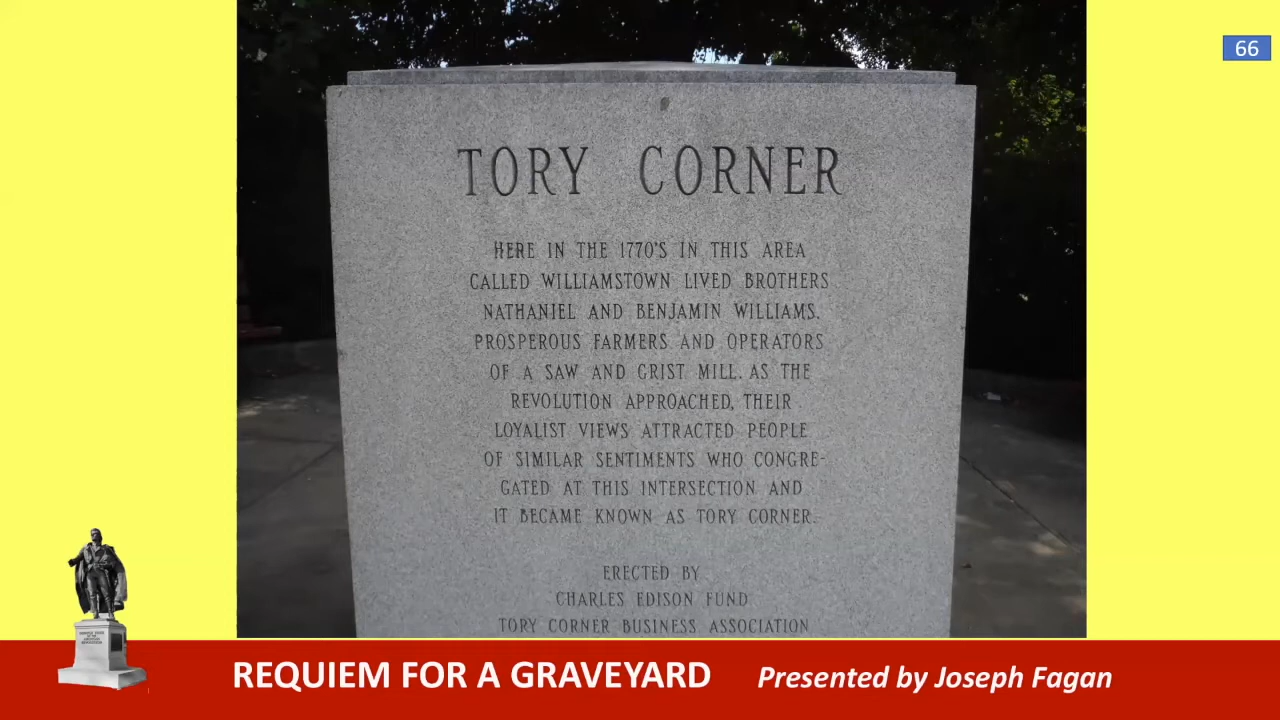 66
TORY CORNER
HERE IN THE 1770'S IN THIS AREA
CALLED WILLIAMSTOWN LIVED BROTHERS
NATHANIEL AND BENJAMIN WILLIAMS,
PROSPEROUS FARMERS AND OPERATORS
OF A SAW AND GRIST MILL. AS THE
REVOLUTION APPROACHED, THEIR
LOYALIST VIEWS ATTRACTED PEOPLE
OF SIMILAR SENTIMENTS WHO CONGRE-
GATED AT THIS INTERSECTION AND
IT BECAME KNOWN AS TORY CORNER.
ERECTED BY
CHARLES EDISON FUND
TORY CORNER BUSINESS ASSOCIATION
REQUIEM FOR A GRAVEYARD Presented by Joseph Fagan